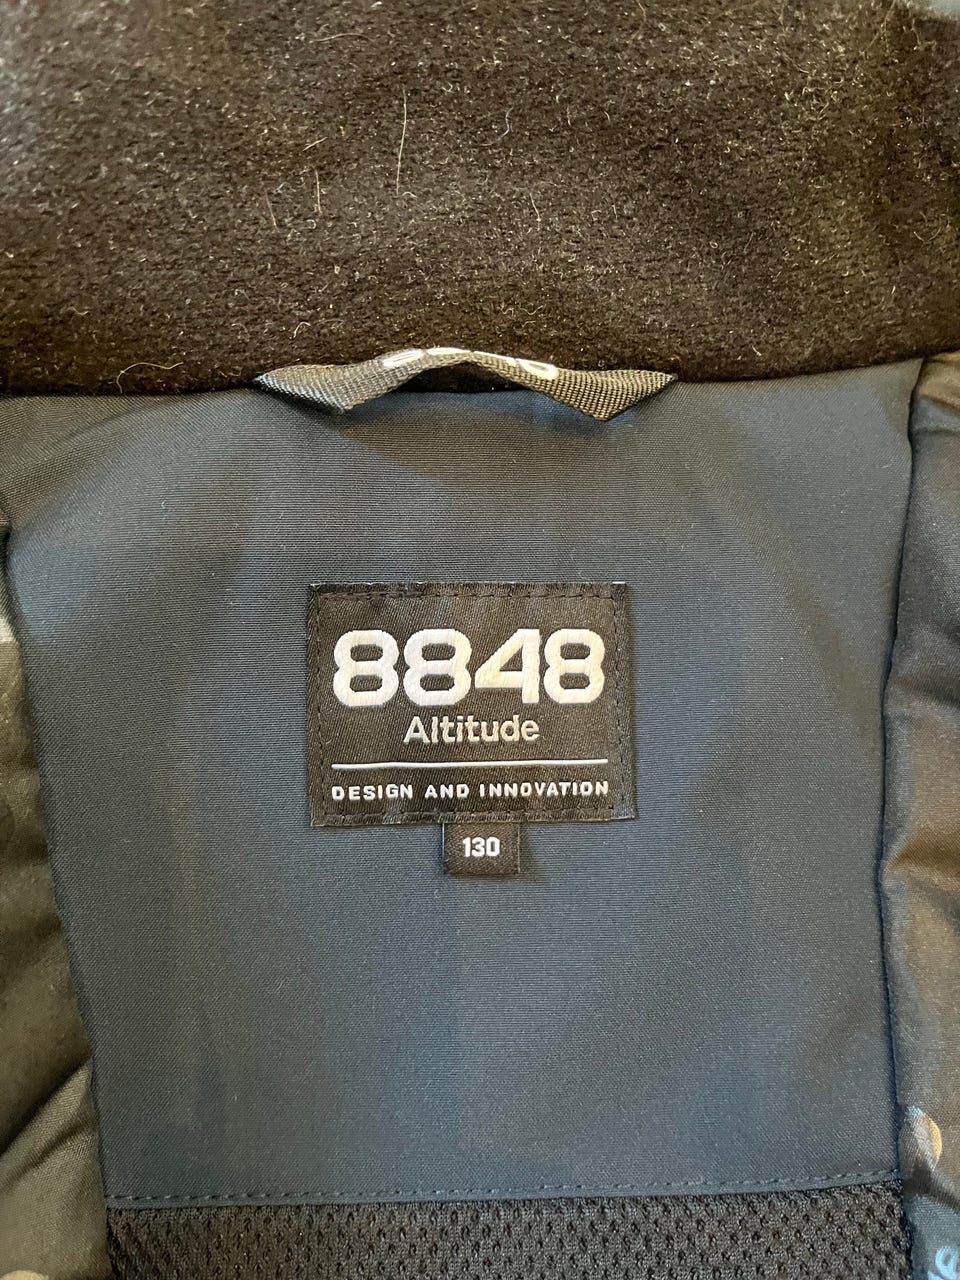 8848
Altitude
DESIGN AND INNOVATION
130